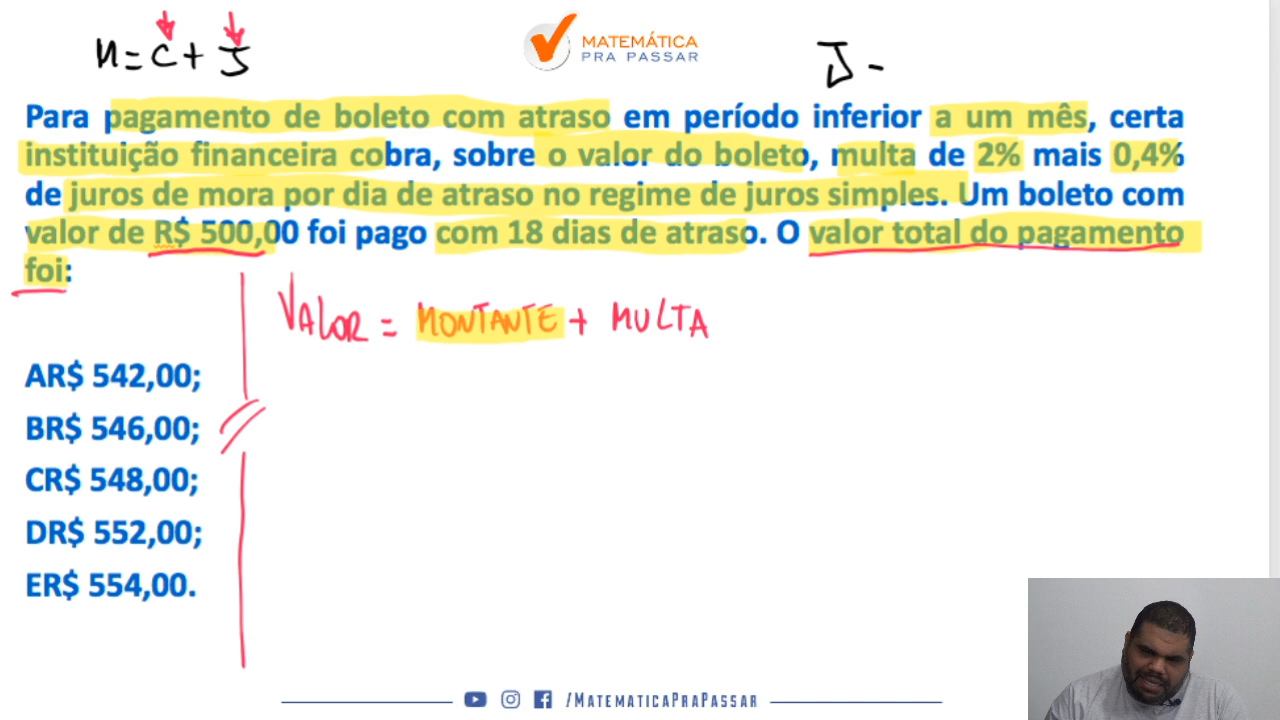 M = C + J
MATEMÁTICA
PRA PASSAR
J -
Para pagamento de boleto com atraso em período inferior a um mês, certa
instituição financeira cobra, sobre o valor do boleto, multa de 2% mais 0,4%
de juros de mora por dia de atraso no regime de juros simples. Um boleto com
valor de R$ 500,00 foi pago com 18 dias de atraso. O valor total do pagamento
foi:
VALOR = MONTANTE + MULTA
AR$ 542,00;
BR$ 546,00;
CR$ 548,00;
DR$ 552,00;
ER$ 554,00.
/MATEMATICAPRAPASSAR